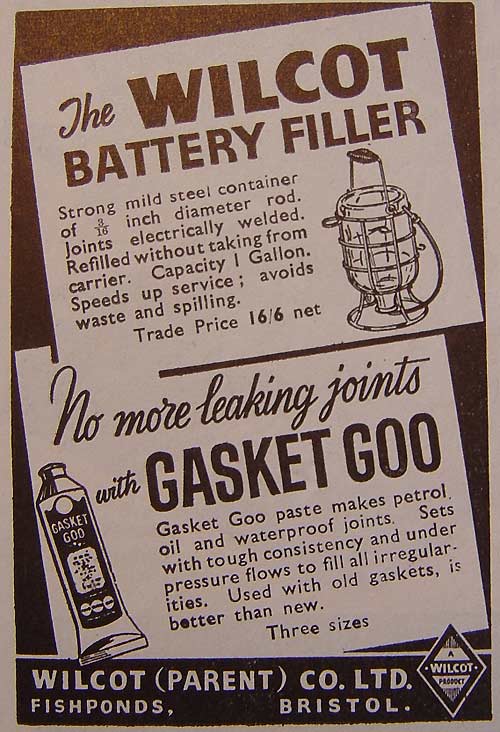 The WILCOT
BATTERY FILLER
Strong mild steel container
of 3/16 inch diameter rod.
Joints electrically welded.
Refilled without taking from
carrier. Capacity 1 Gallon.
Speeds up service; avoids
waste and spilling.
Trade Price 16/6 net
No more leaking joints
with GASKET GOO
GASKET
GOO
Gasket Goo paste makes petrol,
oil and waterproof joints. Sets
with tough consistency and under
pressure flows to fill all irregular-
ities. Used with old gaskets, is
better than new.
Three sizes
WILCOT (PARENT) CO. LTD.
FISHPONDS, BRISTOL.
A
WILCOT
PRODUCT